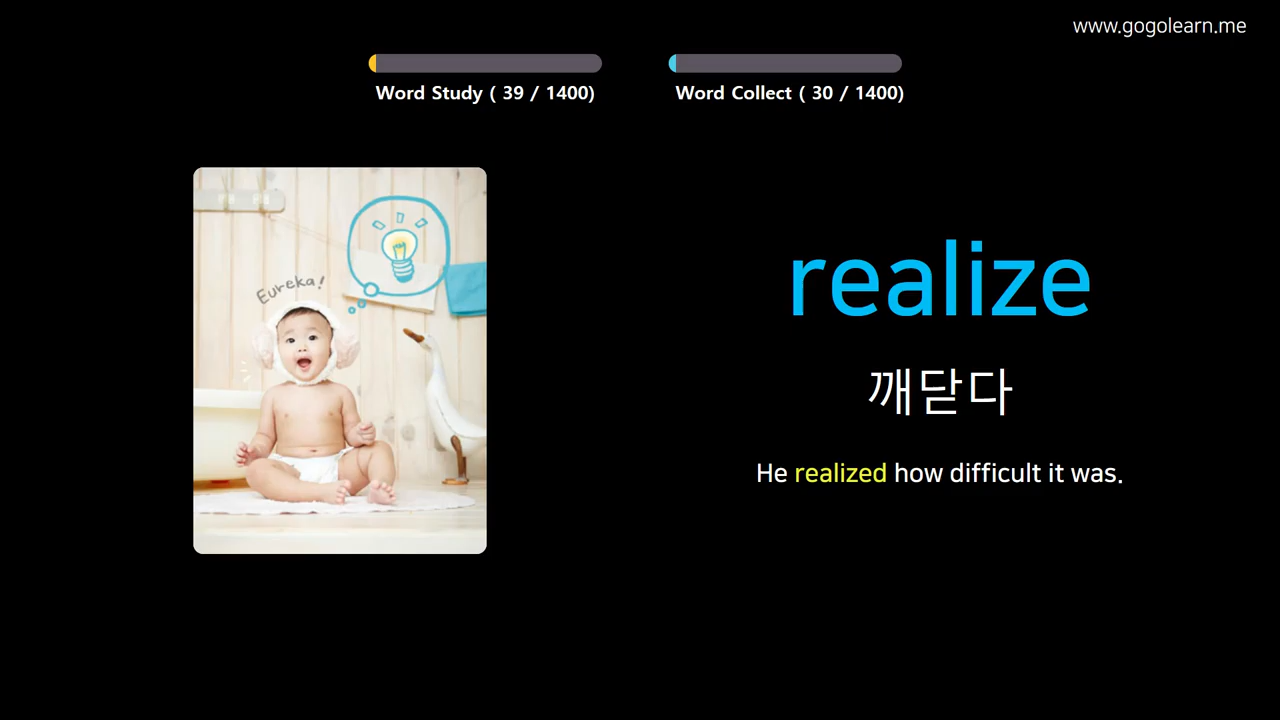 www.gogolearn.me
Word Study ( 39 / 1400)
Word Collect ( 30 / 1400)
Eureka!
realize
깨닫다
He realized how difficult it was.